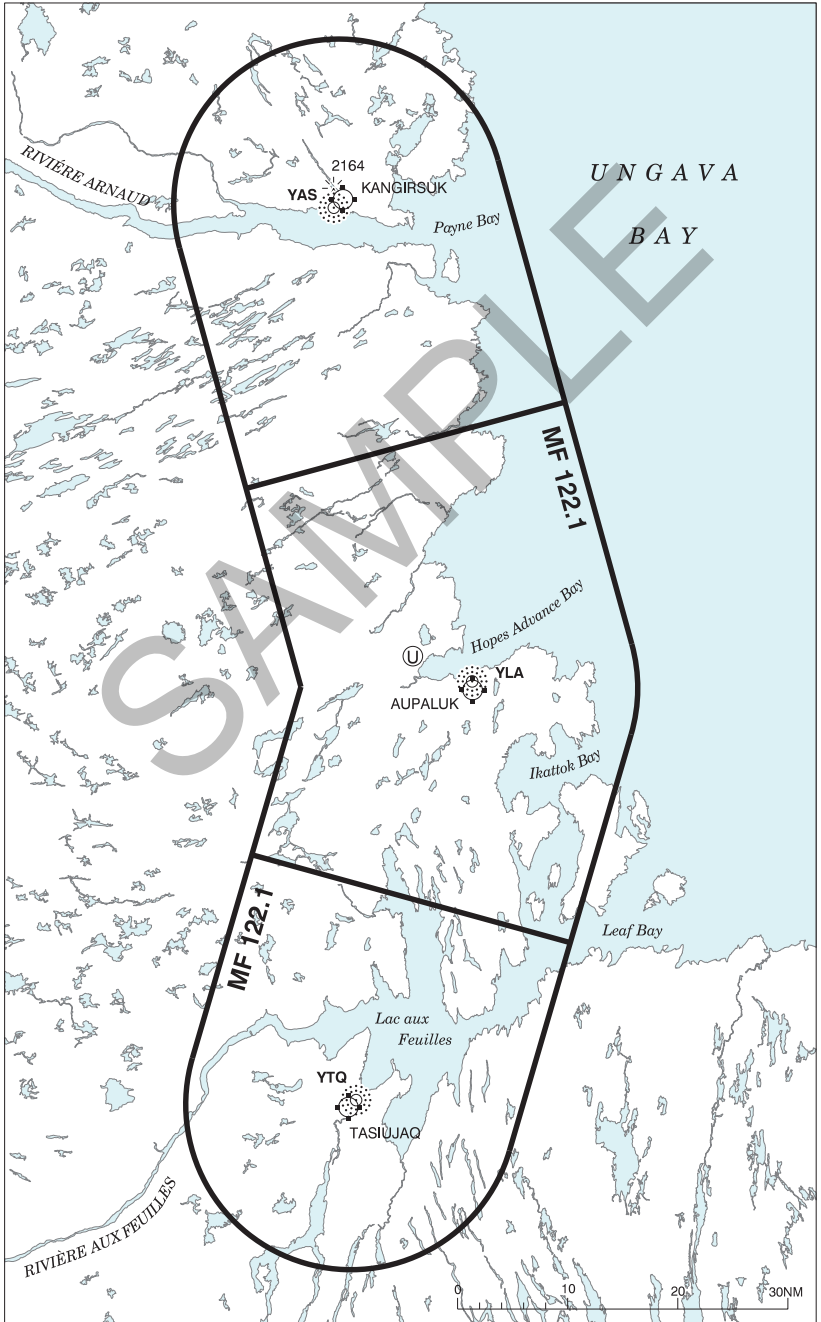 2164
KANGIRSUK
YAS
RIVIÉRE ARNAUD
UNGAVA
BAY
Payne Bay
SAMPLE
MF 122.1
Hopes Advance Bay
U
YLA
AUPALUK
Ikattok Bay
MF 122.1
Leaf Bay
Lac aux
Feuilles
YTQ
TASIUJAQ
RIVIÈRE AUX FEUILLES
0 10 20 30NM